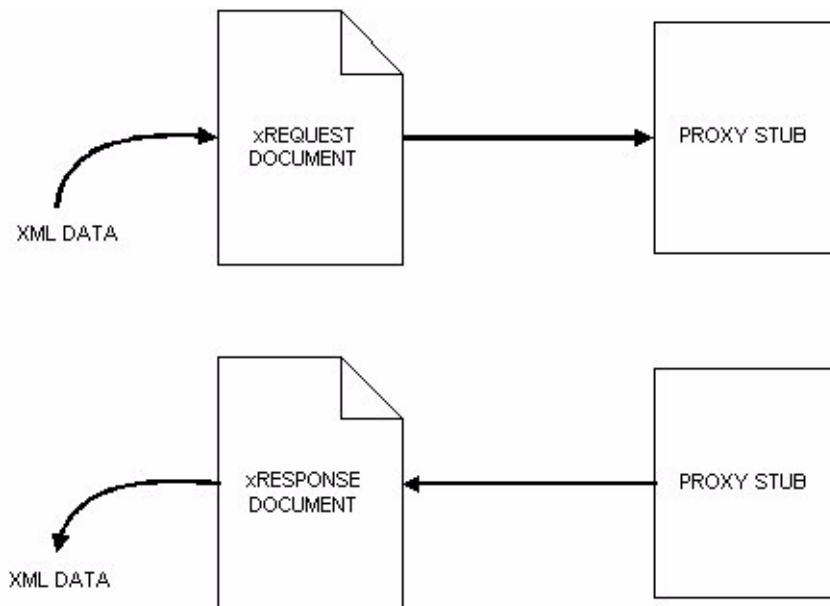 xREQUEST
DOCUMENT
PROXY STUB
XML DATA
xRESPONSE
DOCUMENT
PROXY STUB
XML DATA